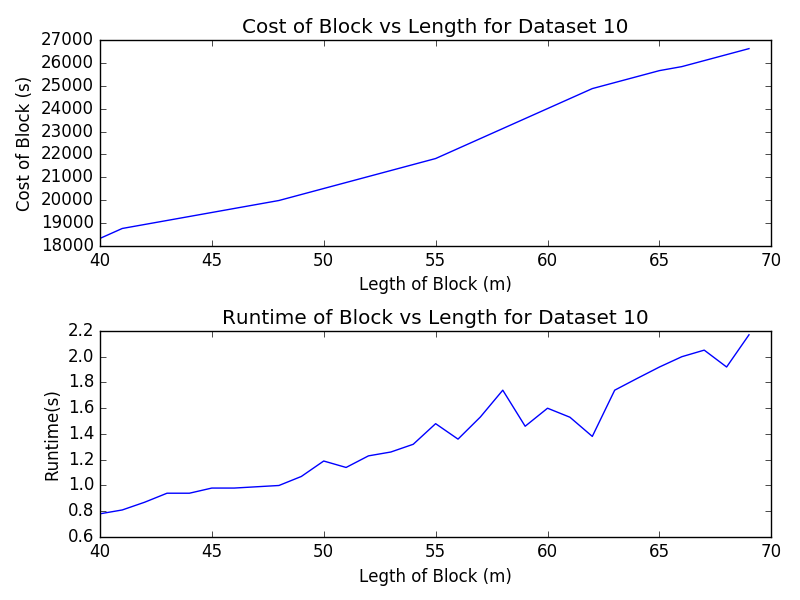 Cost of Block vs Length for Dataset 10
27000
26000
25000
24000
23000
22000
21000
20000
19000
18000
Cost of Block (s)
40 45 50 55 60 65 70
Legth of Block (m)
Runtime of Block vs Length for Dataset 10
2.2
2.0
1.8
1.6
1.4
1.2
1.0
0.8
0.6
Runtime(s)
40 45 50 55 60 65 70
Legth of Block (m)